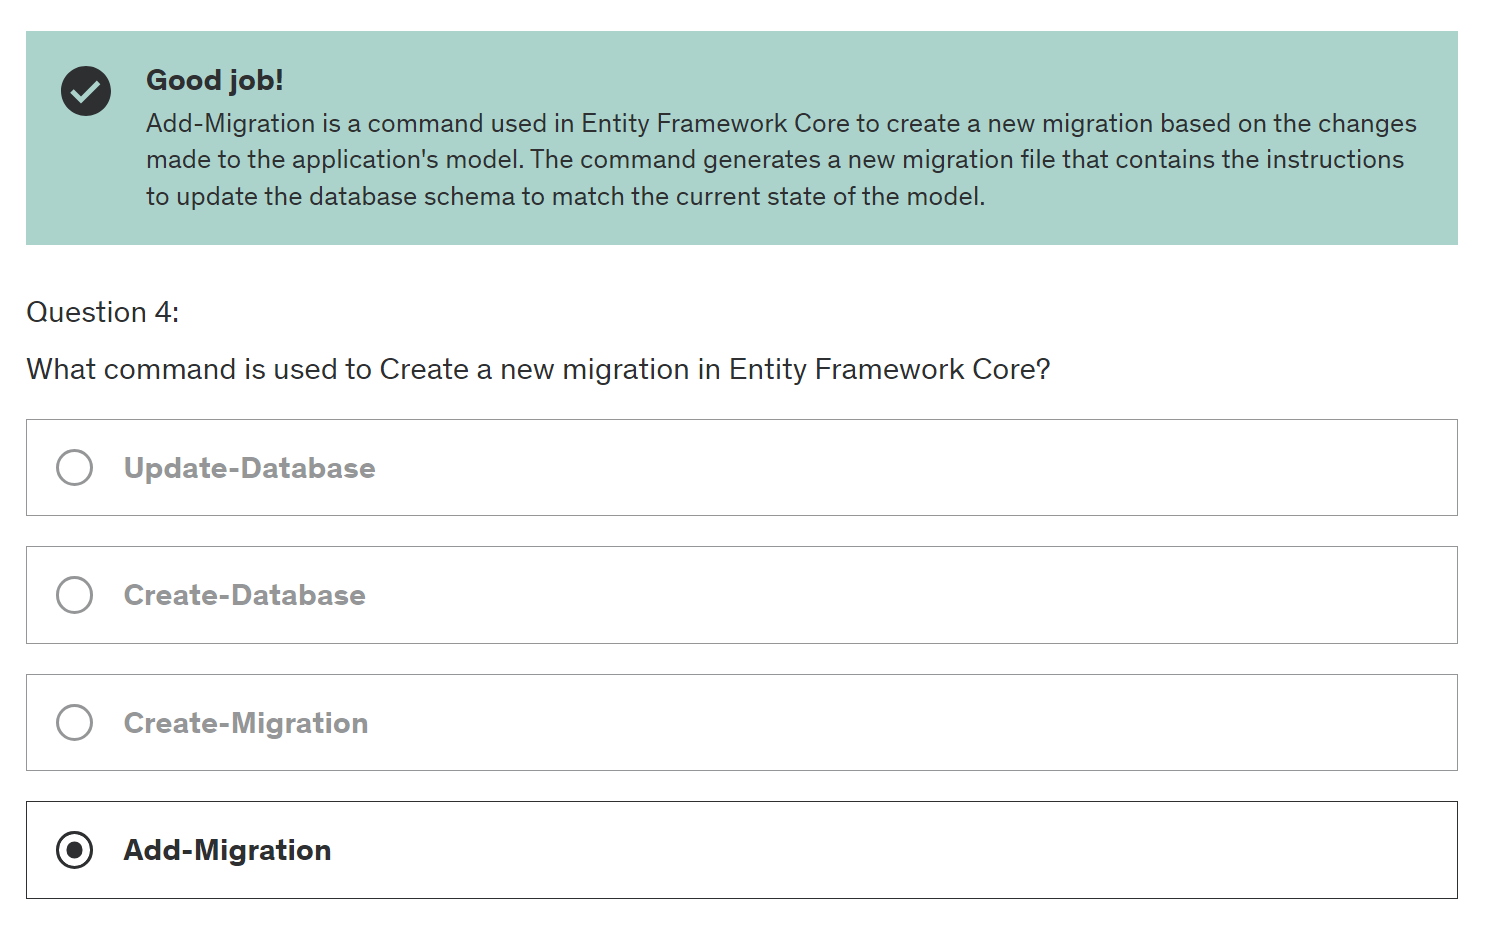 Good job!
Add-Migration is a command used in Entity Framework Core to create a new migration based on the changes
made to the application's model. The command generates a new migration file that contains the instructions
to update the database schema to match the current state of the model.
Question 4:
What command is used to Create a new migration in Entity Framework Core?
Update-Database
Create-Database
Create-Migration
Add-Migration